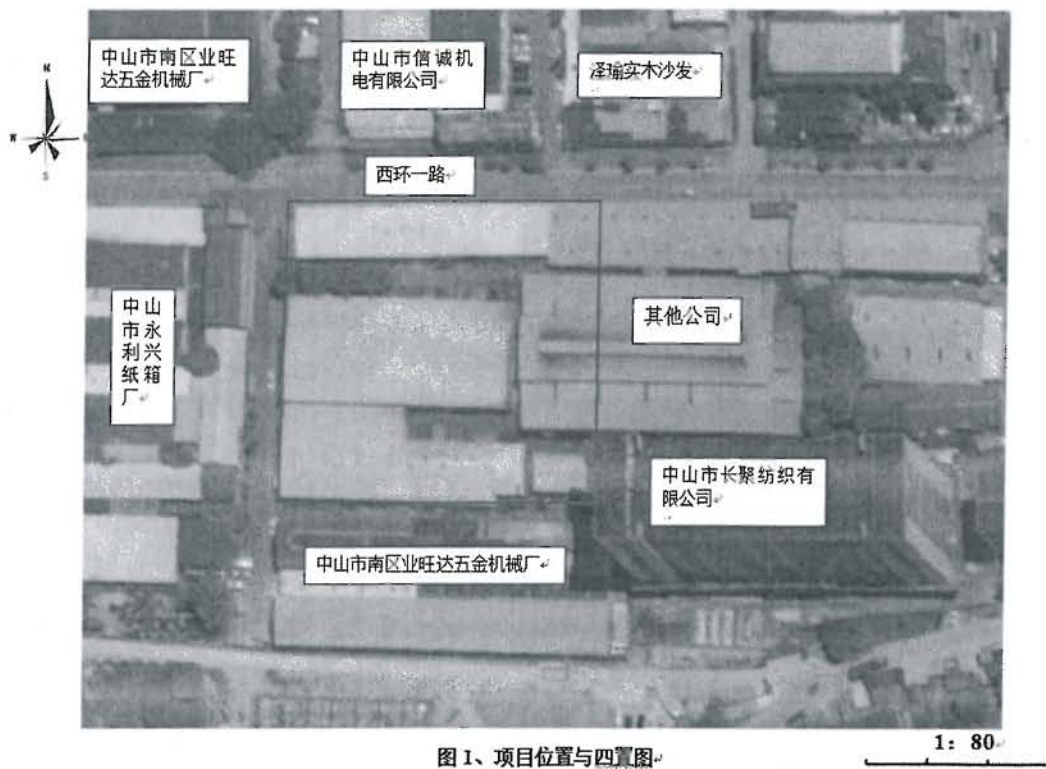 中山市南区业旺
达五金机械厂
中山市信诚机
电有限公司
泽瑜实木沙发
N
W
S
西环一路
中山
市永
利兴
纸箱
厂
其他公司
中山市长聚纺织有
限公司
中山市南区业旺达五金机械厂
1：80
图 1、项目位置与四置图